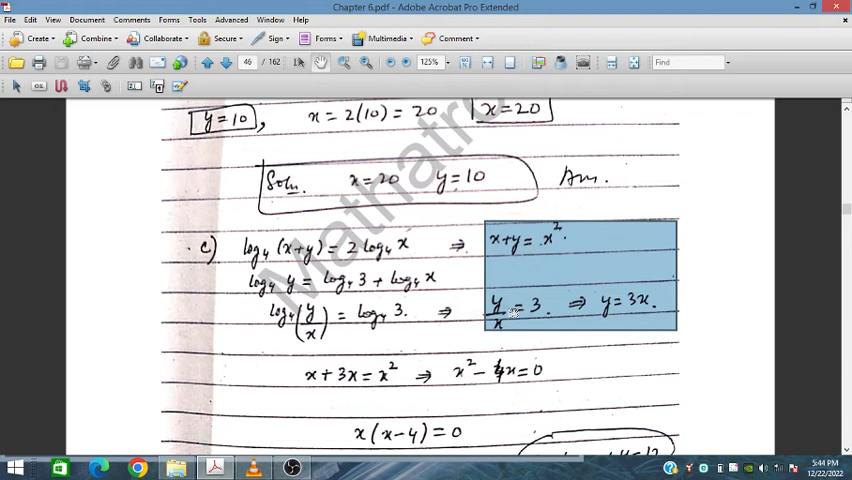 Chapter 6.pdf - Adobe Acrobat Pro Extended
File Edit View Document Comments Forms Tools Advanced Window Help
Create Combine Collaborate Secure Sign Forms Multimedia Comment
46 / 162 125% Find
y=10, x=2(10)=20 x=20
Soln. x=20 y=10 Ans.
c) log₄(x+y) = 2 log₄ x ⇒ x+y = x².
log₄ y = log₄ 3 + log₄ x
log₄(y/x) = log₄ 3. ⇒ y/x = 3. ⇒ y=3x.
x+3x=x² ⇒ x²-4x=0
x(x-4)=0
y=12
5:44 PM
12/22/2022